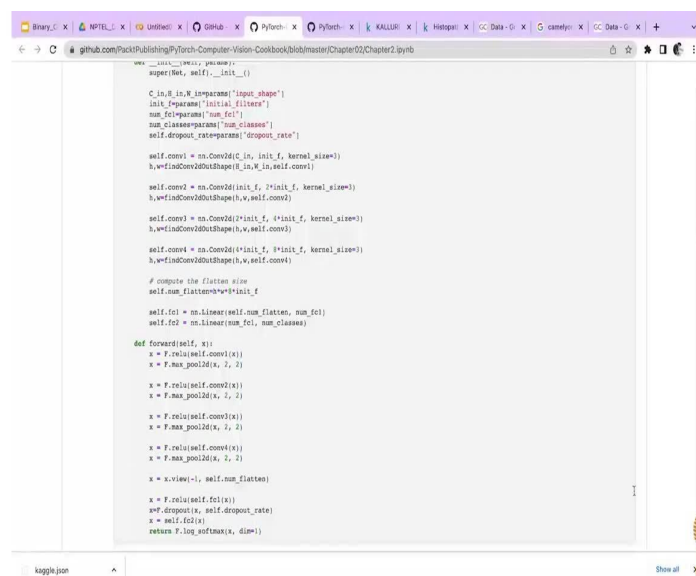 Binary_C
NPTEL_C
Untitled0
GitHub -
PyTorch-
PyTorch-
KALLURI
Histopat
Data - Gr
camelyon
Data - G
github.com/PacktPublishing/PyTorch-Computer-Vision-Cookbook/blob/master/Chapter02/Chapter2.ipynb
def __init__(self, params):
super(Net, self).__init__()
C_in,H_in,W_in=params["input_shape"]
init_f=params["initial_filters"]
num_fc1=params["num_fc1"]
num_classes=params["num_classes"]
self.dropout_rate=params["dropout_rate"]
self.conv1 = nn.Conv2d(C_in, init_f, kernel_size=3)
h,w=findConv2dOutShape(H_in,W_in,self.conv1)
self.conv2 = nn.Conv2d(init_f, 2*init_f, kernel_size=3)
h,w=findConv2dOutShape(h,w,self.conv2)
self.conv3 = nn.Conv2d(2*init_f, 4*init_f, kernel_size=3)
h,w=findConv2dOutShape(h,w,self.conv3)
self.conv4 = nn.Conv2d(4*init_f, 8*init_f, kernel_size=3)
h,w=findConv2dOutShape(h,w,self.conv4)
# compute the flatten size
self.num_flatten=h*w*8*init_f
self.fc1 = nn.Linear(self.num_flatten, num_fc1)
self.fc2 = nn.Linear(num_fc1, num_classes)
def forward(self, x):
x = F.relu(self.conv1(x))
x = F.max_pool2d(x, 2, 2)
x = F.relu(self.conv2(x))
x = F.max_pool2d(x, 2, 2)
x = F.relu(self.conv3(x))
x = F.max_pool2d(x, 2, 2)
x = F.relu(self.conv4(x))
x = F.max_pool2d(x, 2, 2)
x = x.view(-1, self.num_flatten)
x = F.relu(self.fc1(x))
x=F.dropout(x, self.dropout_rate)
x = self.fc2(x)
return F.log_softmax(x, dim=1)
kaggle.json
Show all